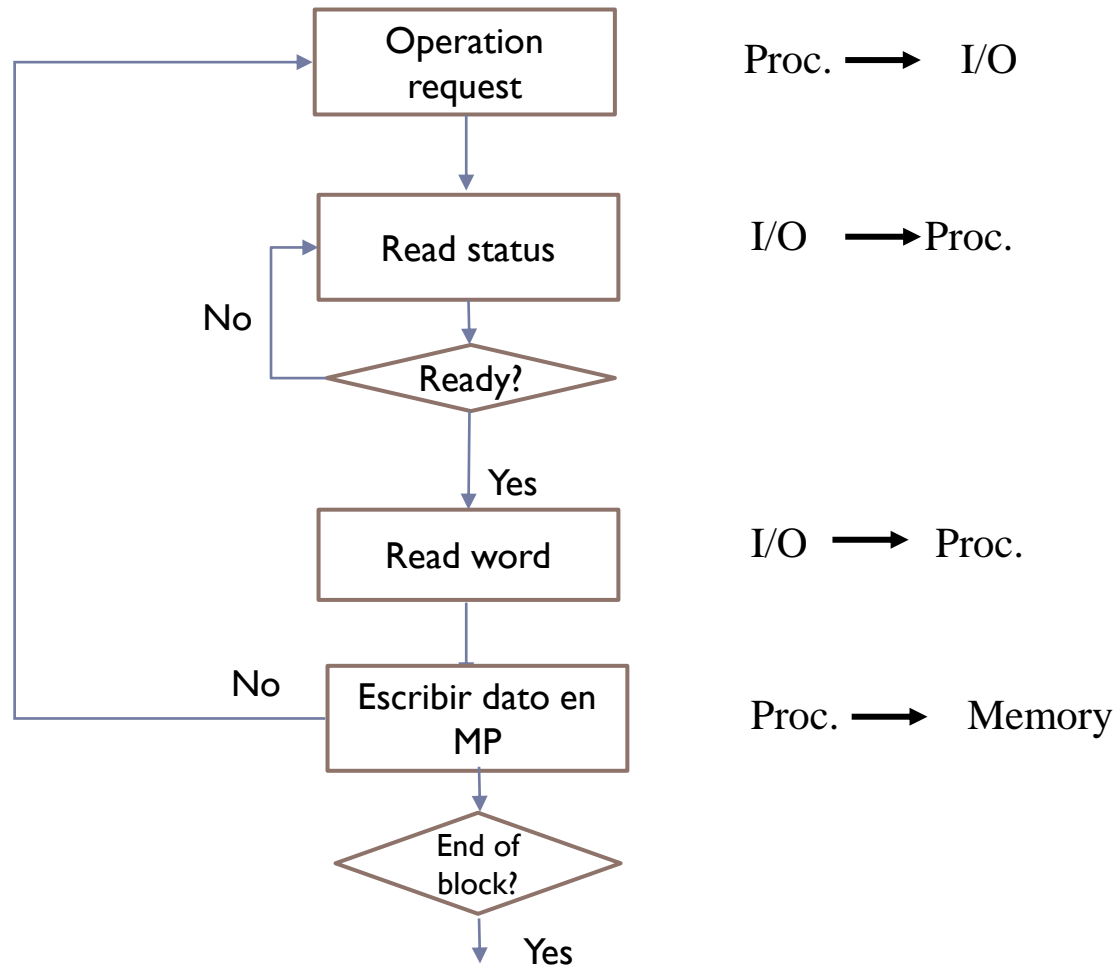 Operation
request
Proc. I/O
Read status
I/O Proc.
No
Ready?
Yes
Read word
I/O Proc.
No
Escribir dato en
MP
Proc. Memory
End of
block?
Yes